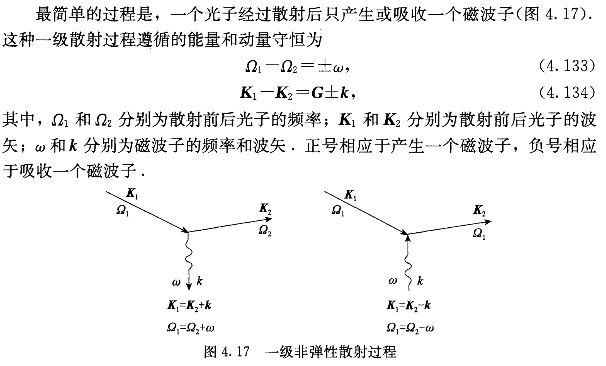 最简单的过程是，一个光子经过散射后只产生或吸收一个磁波子(图 4.17).
这种一级散射过程遵循的能量和动量守恒为
Ω₁－Ω₂＝±ω, (4.133)
K₁－K₂＝G±k, (4.134)
其中，Ω₁ 和 Ω₂ 分别为散射前后光子的频率；K₁ 和 K₂ 分别为散射前后光子的波
矢；ω 和 k 分别为磁波子的频率和波矢．正号相应于产生一个磁波子，负号相应
于吸收一个磁波子．
K₁
Ω₁
K₂
Ω₂
ω k
K₁=K₂+k
Ω₁=Ω₂+ω
K₁
Ω₁
K₂
Ω₁
ω k
K₁=K₂-k
Ω₁=Ω₂-ω
图 4.17 一级非弹性散射过程